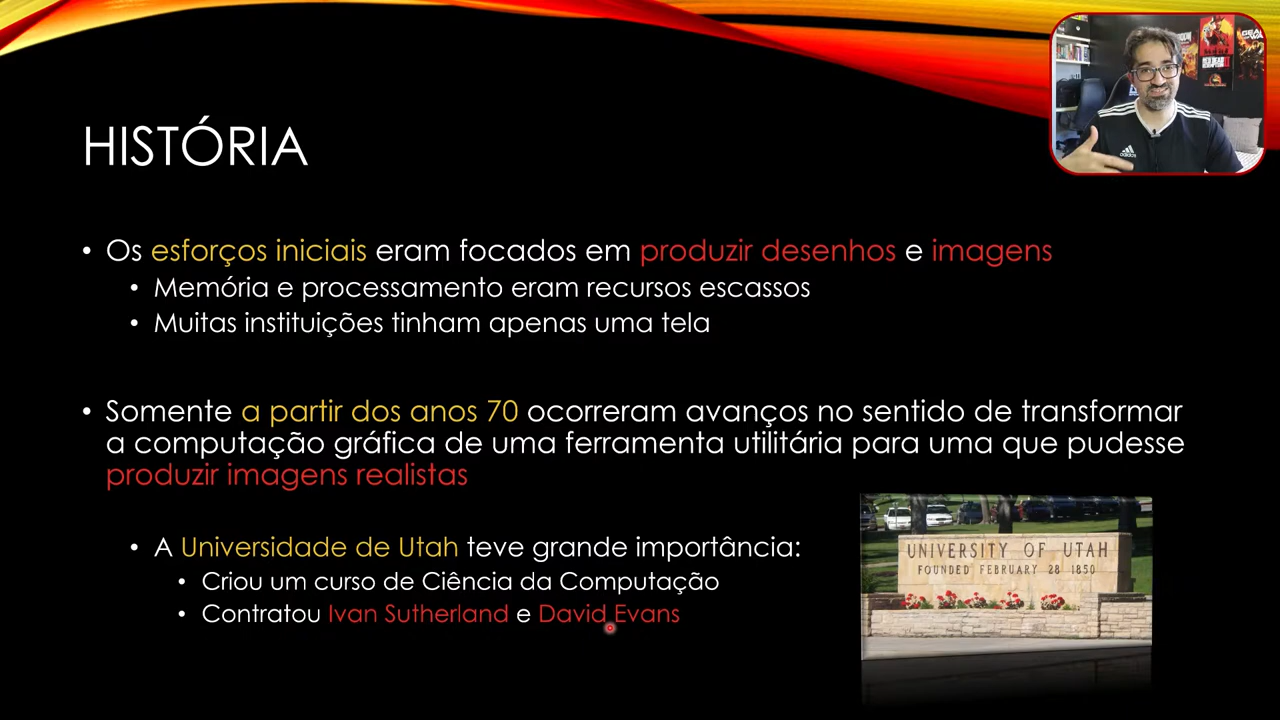 HISTÓRIA
• Os esforços iniciais eram focados em produzir desenhos e imagens
• Memória e processamento eram recursos escassos
• Muitas instituições tinham apenas uma tela
• Somente a partir dos anos 70 ocorreram avanços no sentido de transformar
a computação gráfica de uma ferramenta utilitária para uma que pudesse
produzir imagens realistas
• A Universidade de Utah teve grande importância:
• Criou um curso de Ciência da Computação
• Contratou Ivan Sutherland e David Evans
UNIVERSITY OF UTAH
FOUNDED FEBRUARY 28 1850
adidas